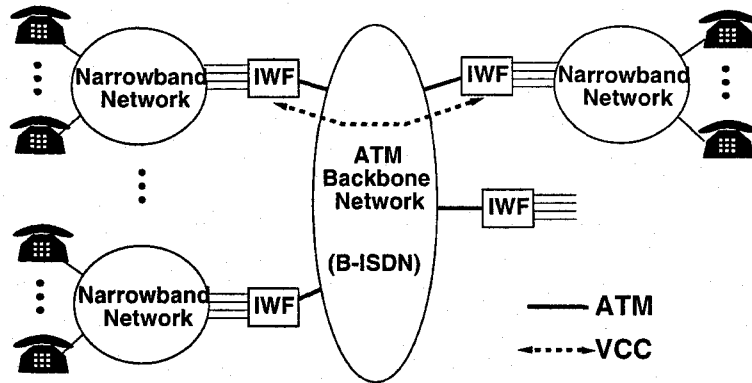 Narrowband
Network
IWF
IWF
Narrowband
Network
ATM
Backbone
Network
(B-ISDN)
IWF
Narrowband
Network
IWF
ATM
VCC